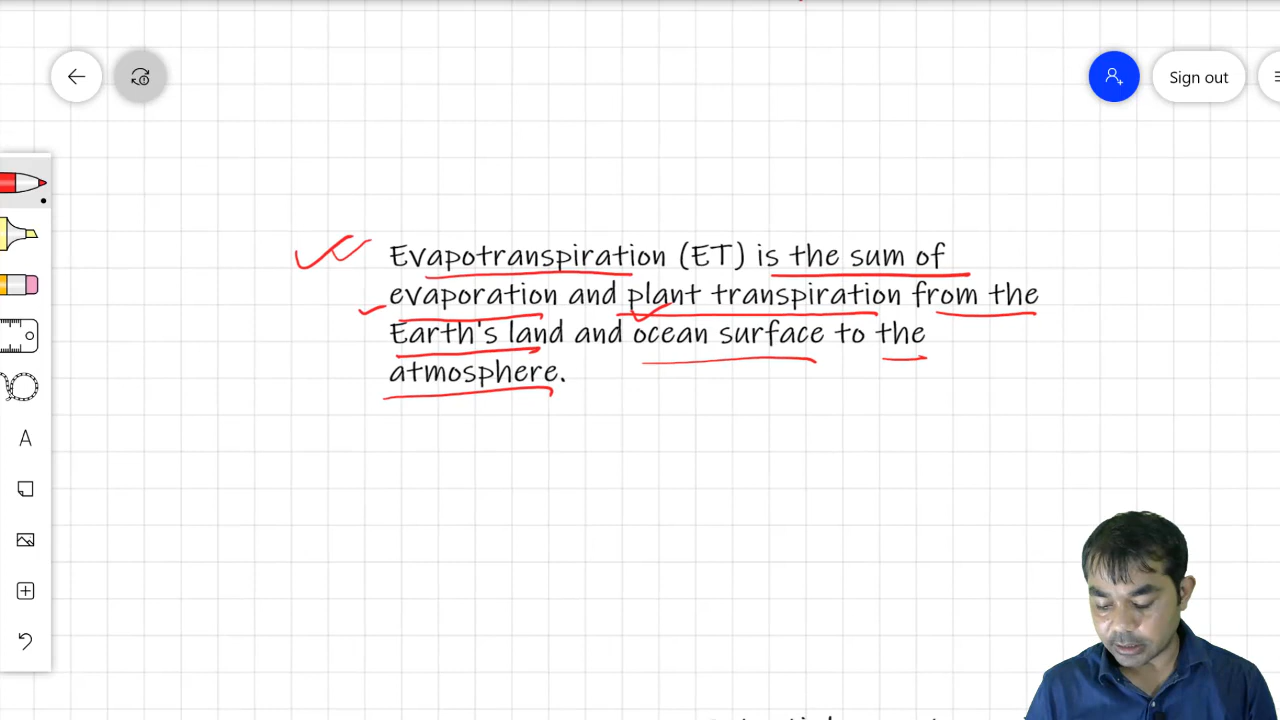 Sign out
Evapotranspiration (ET) is the sum of
evaporation and plant transpiration from the
Earth's land and ocean surface to the
atmosphere.
A